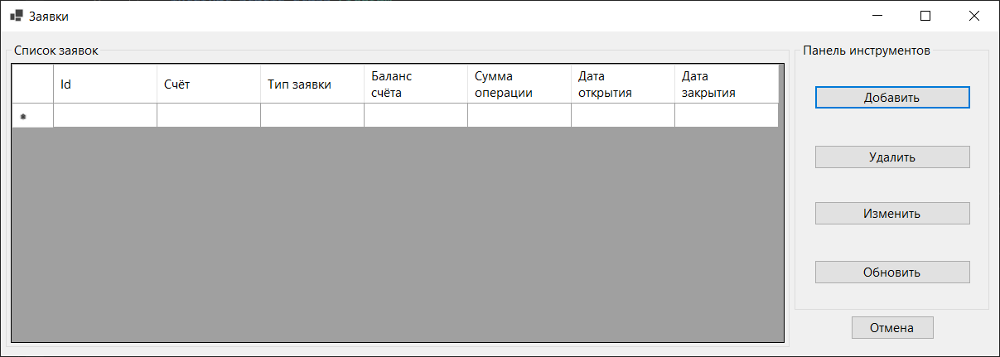 Заявки
Список заявок
Id
Счёт
Тип заявки
Баланс
счёта
Сумма
операции
Дата
открытия
Дата
закрытия
Панель инструментов
Добавить
Удалить
Изменить
Обновить
Отмена